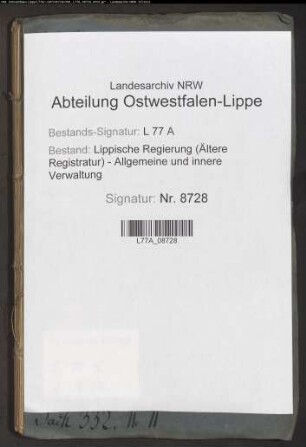 Landesarchiv NRW
Abteilung Ostwestfalen-Lippe
Bestands-Signatur: L 77 A
Bestand: Lippische Regierung (Ältere
Registratur) - Allgemeine und innere
Verwaltung
Signatur: Nr. 8728
L77A_08728